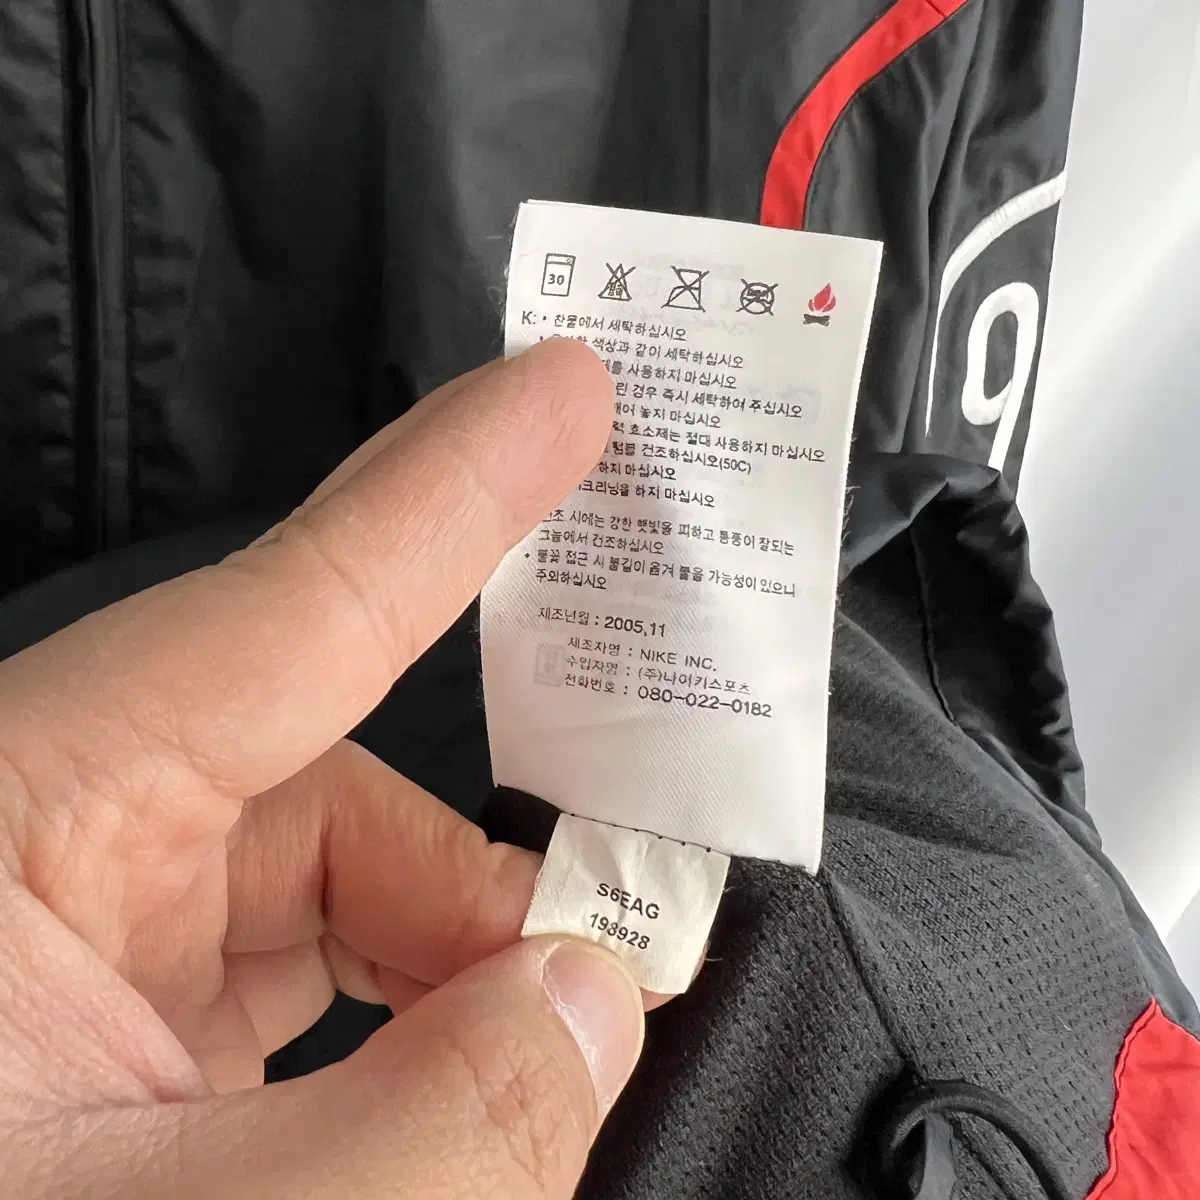 30
K: • 찬물에서 세탁하십시오
색상과 같이 세탁하십시오
를 사용하지 마십시오
린 경우 즉시 세탁하여 주십시오
놓지 마십시오
효소제는 절대 사용하지 마십시오
텀블 건조하십시오(50C)
하지 마십시오
크리닝을 하지 마십시오
건조 시에는 강한 햇빛을 피하고 통풍이 잘되는
그늘에서 건조하십시오
• 불꽃 접근 시 불길이 옮겨 붙을 가능성이 있으니
주의하십시오
제조년월 : 2005,11
제조자명 : NIKE INC.
수입자명 : (주)나이키스포츠
전화번호 : 080-022-0182
S6EAG
198928
9